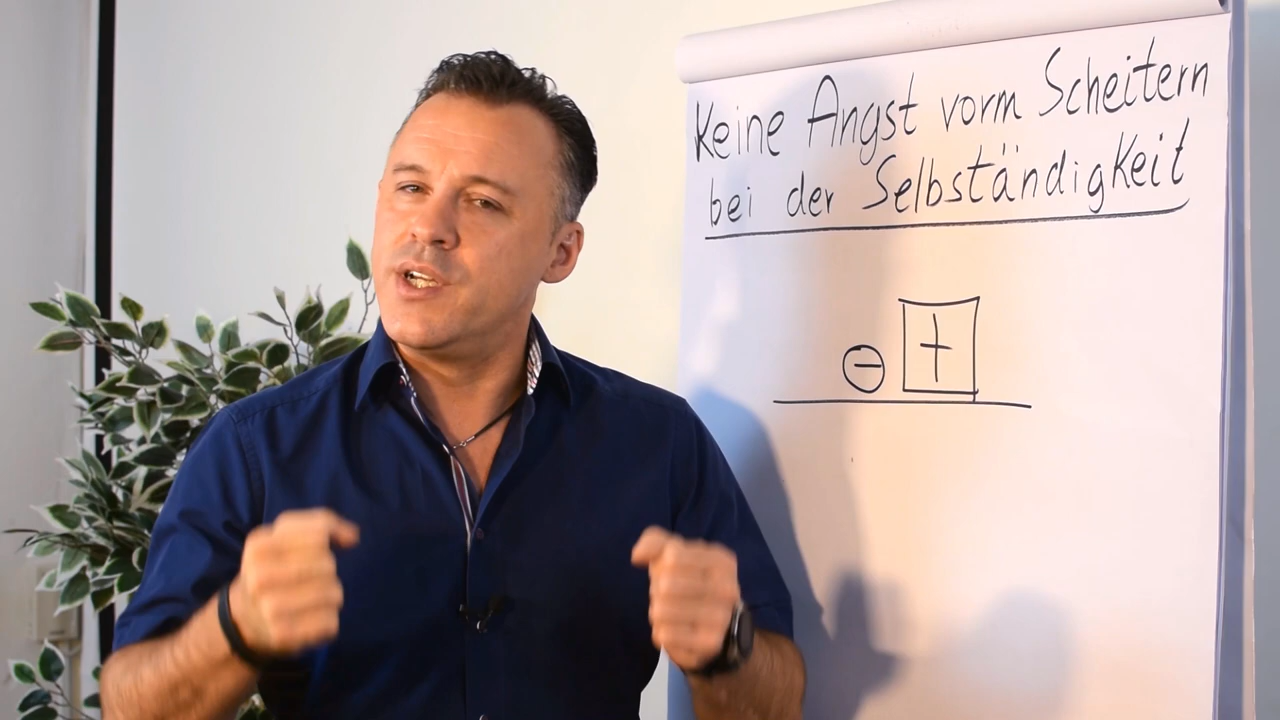 Keine Angst vorm Scheitern
bei der Selbständigkeit
- +